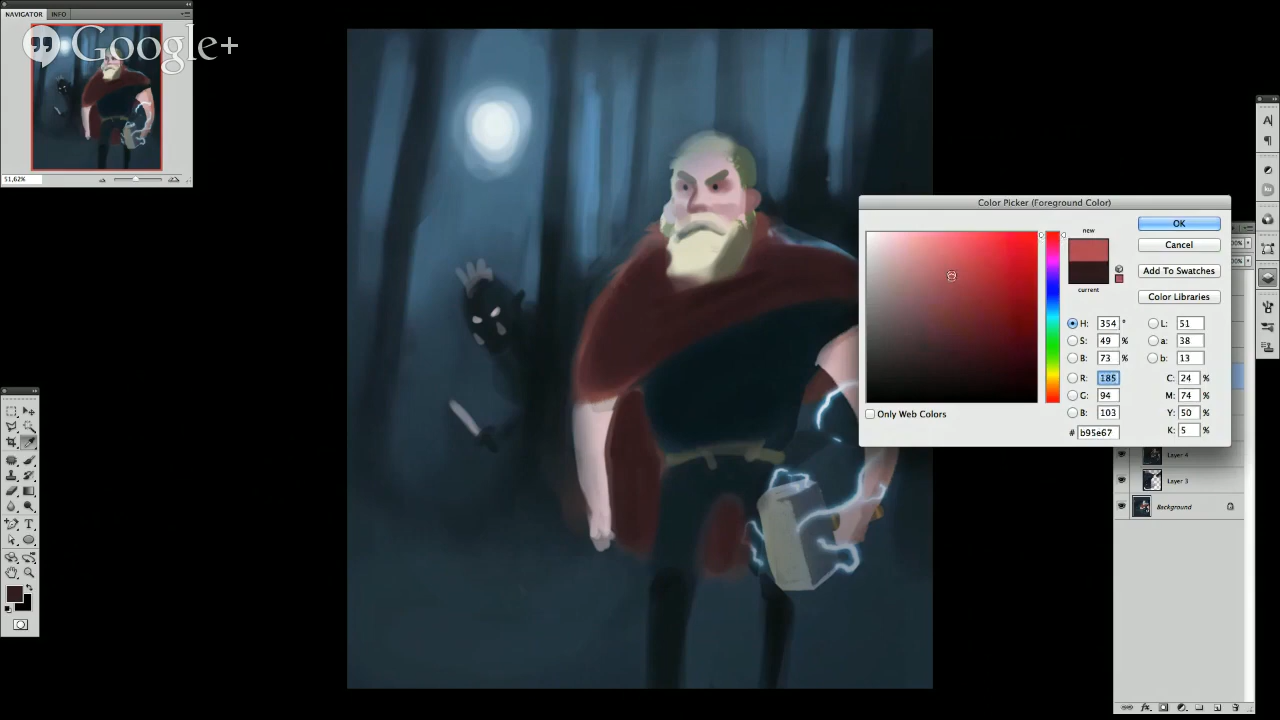 NAVIGATOR INFO
Google+
51,62%
Color Picker (Foreground Color)
new
current
OK
Cancel
Add To Swatches
Color Libraries
H: 354 °
S: 49 %
B: 73 %
R: 185
G: 94
B: 103
L: 51
a: 38
b: 13
C: 24 %
M: 74 %
Y: 50 %
K: 5 %
# b95e67
Only Web Colors
Layer 4
Layer 3
Background